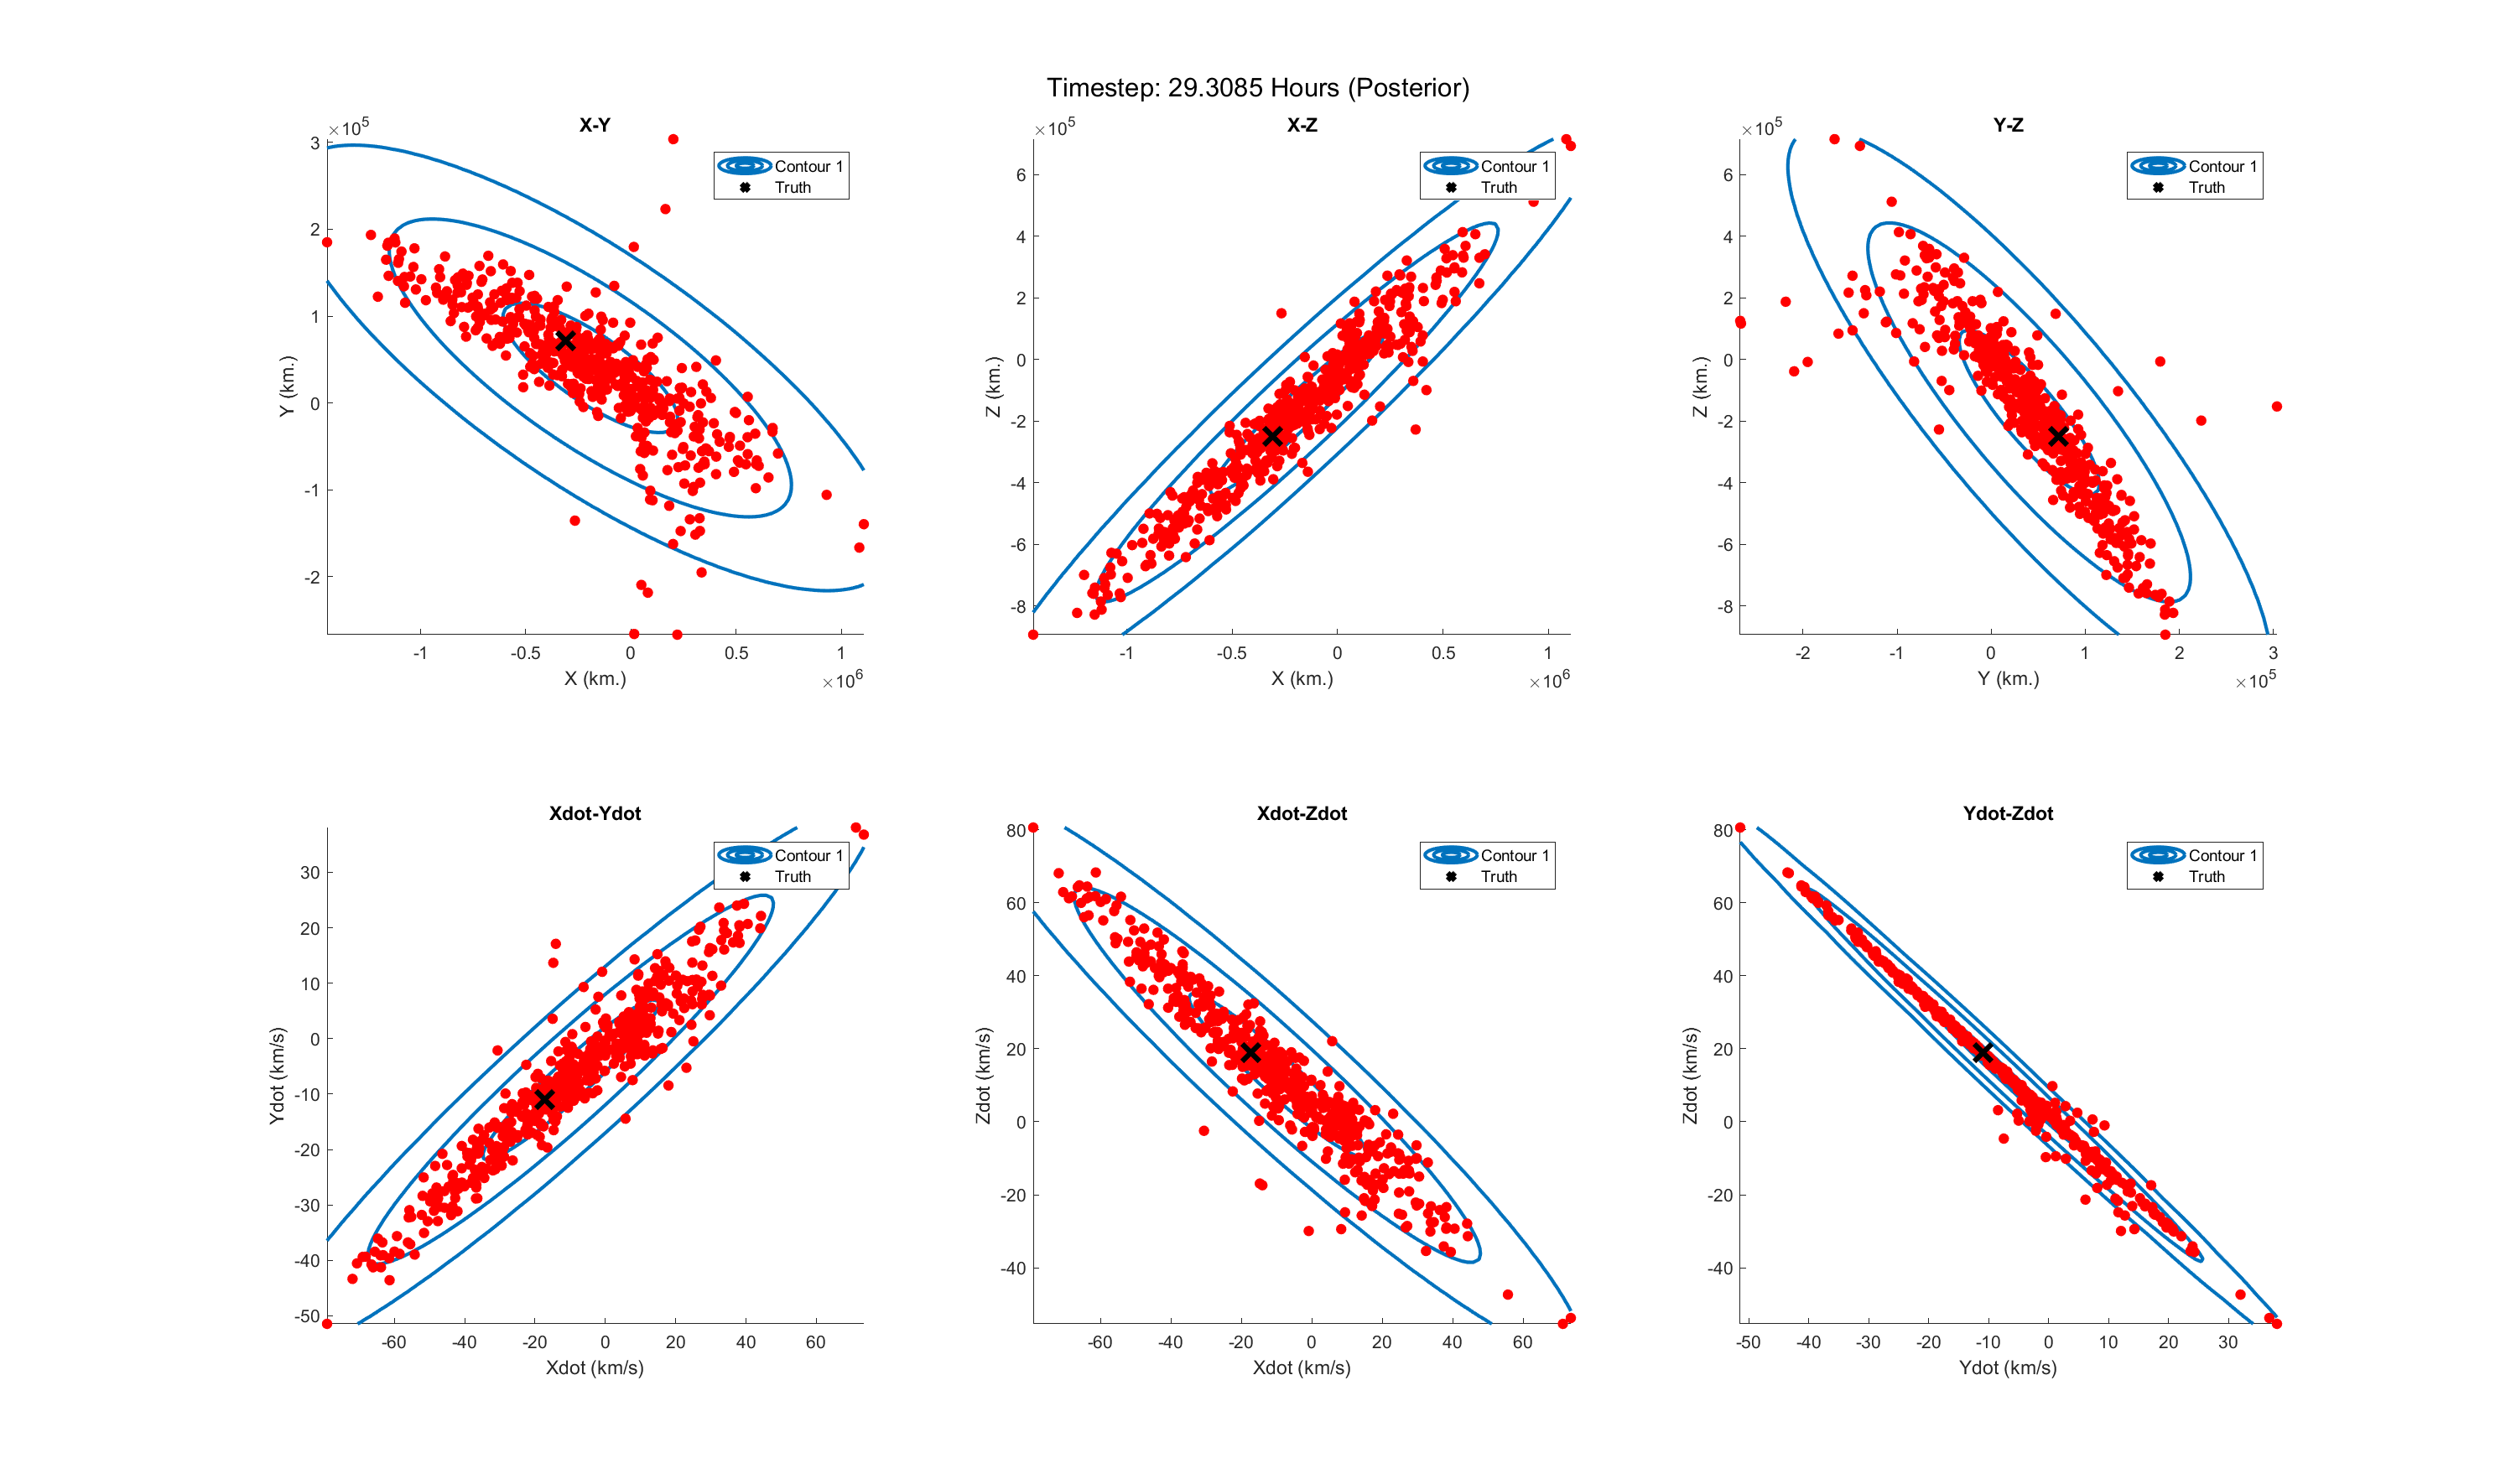 Timestep: 29.3085 Hours (Posterior)
X-Y
×10^5
3
2
1
0
-1
-2
Y (km.)
-1
-0.5
0
0.5
1
X (km.)
×10^6
Contour 1
Truth
X-Z
×10^5
6
4
2
0
-2
-4
-6
-8
Z (km.)
-1
-0.5
0
0.5
1
X (km.)
×10^6
Contour 1
Truth
Y-Z
×10^5
6
4
2
0
-2
-4
-6
-8
Z (km.)
-2
-1
0
1
2
3
Y (km.)
×10^5
Contour 1
Truth
Xdot-Ydot
30
20
10
0
-10
-20
-30
-40
-50
Ydot (km/s)
-60
-40
-20
0
20
40
60
Xdot (km/s)
Contour 1
Truth
Xdot-Zdot
80
60
40
20
0
-20
-40
Zdot (km/s)
-60
-40
-20
0
20
40
60
Xdot (km/s)
Contour 1
Truth
Ydot-Zdot
80
60
40
20
0
-20
-40
Zdot (km/s)
-50
-40
-30
-20
-10
0
10
20
30
Ydot (km/s)
Contour 1
Truth